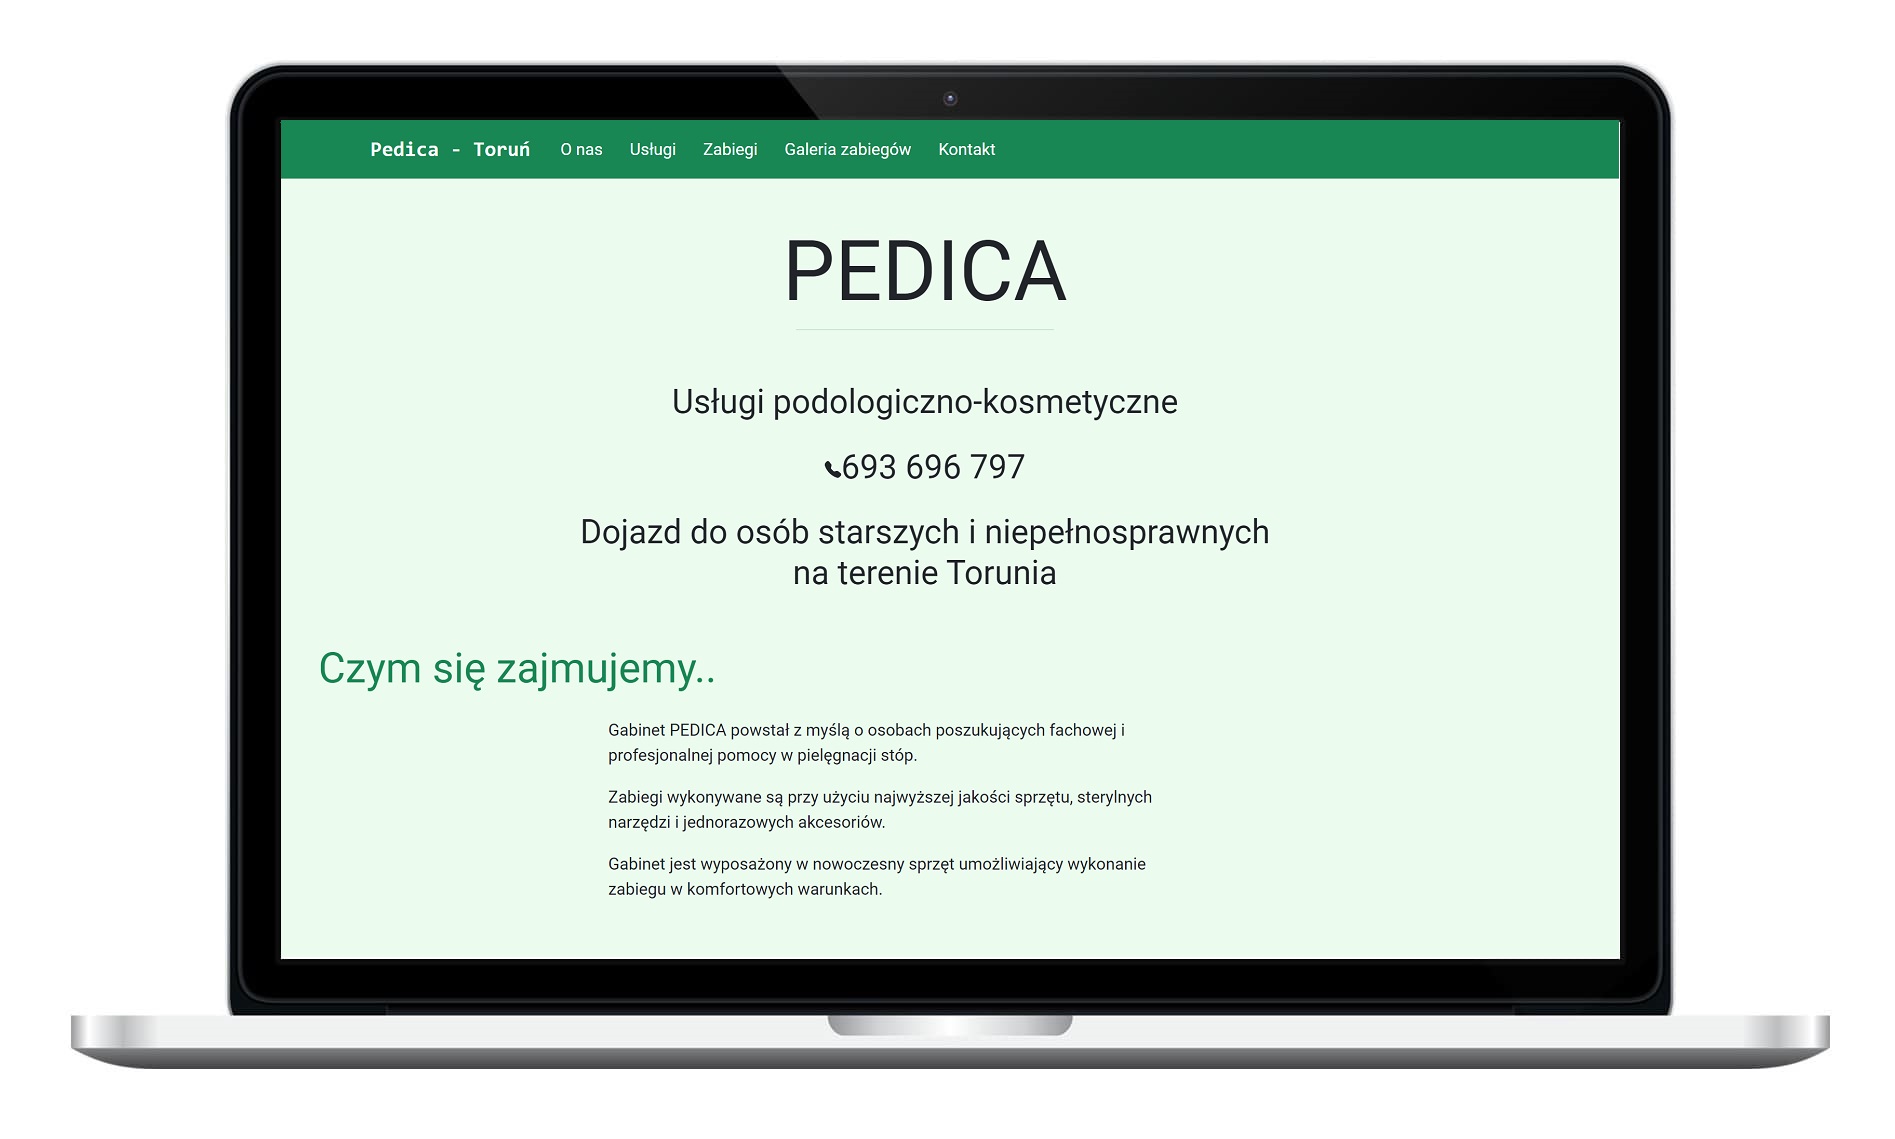 Pedica - Toruń O nas Usługi Zabiegi Galeria zabiegów Kontakt
PEDICA
Usługi podologiczno-kosmetyczne
693 696 797
Dojazd do osób starszych i niepełnosprawnych
na terenie Torunia
Czym się zajmujemy..
Gabinet PEDICA powstał z myślą o osobach poszukujących fachowej i
profesjonalnej pomocy w pielęgnacji stóp.
Zabiegi wykonywane są przy użyciu najwyższej jakości sprzętu, sterylnych
narzędzi i jednorazowych akcesoriów.
Gabinet jest wyposażony w nowoczesny sprzęt umożliwiający wykonanie
zabiegu w komfortowych warunkach.